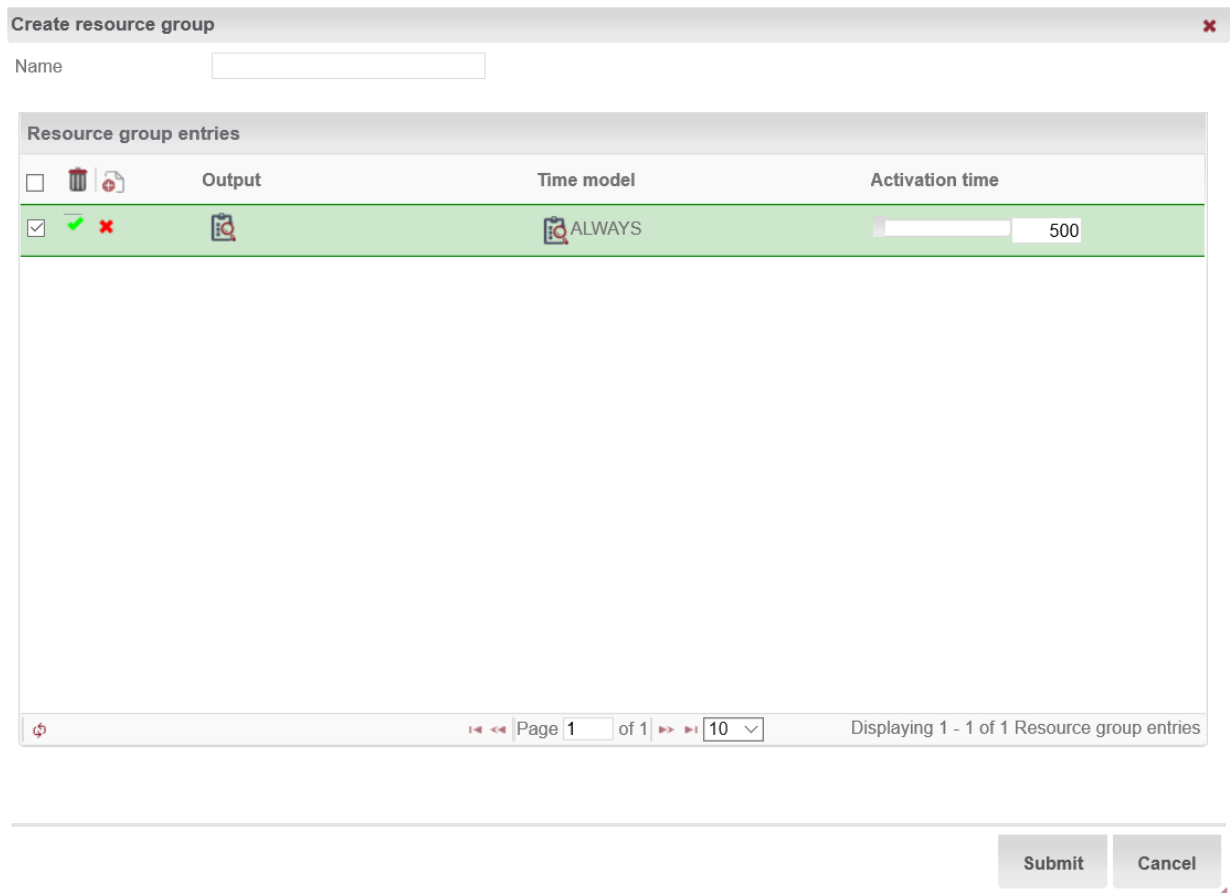 Create resource group
Name
Resource group entries
Output Time model Activation time
ALWAYS 500
Page 1 of 1 10 Displaying 1 - 1 of 1 Resource group entries
Submit Cancel